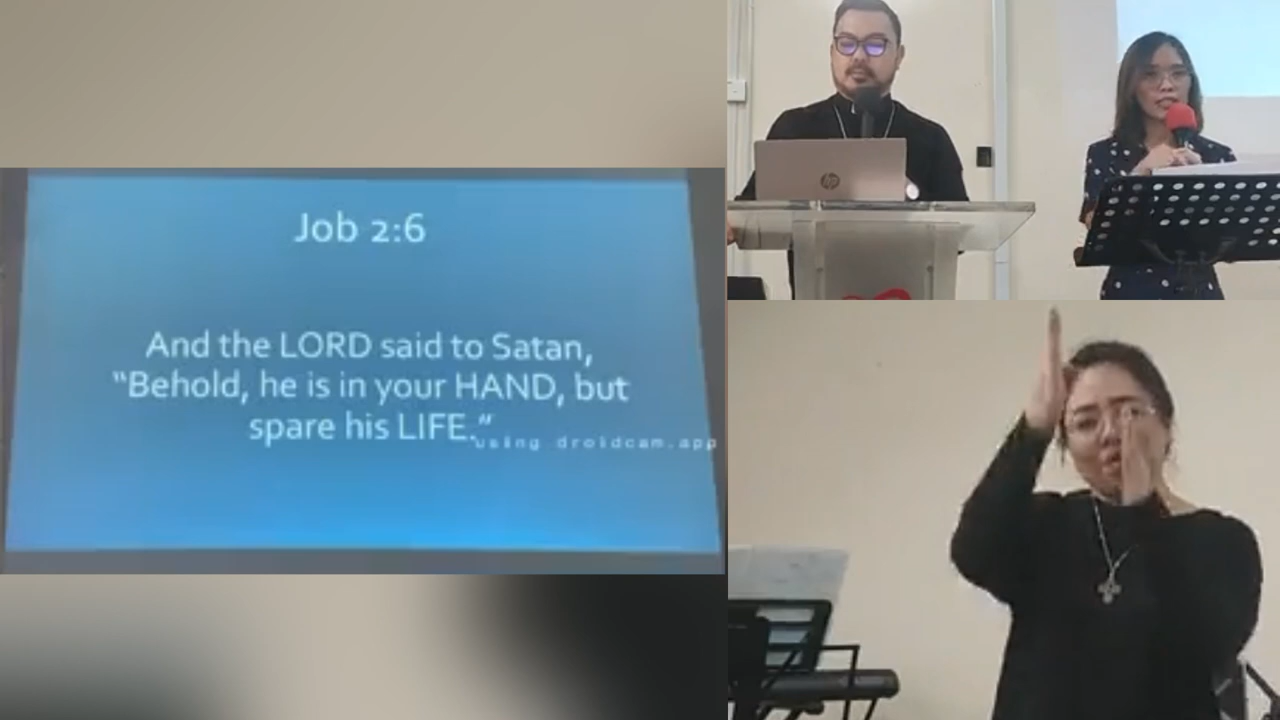 Job 2:6
And the LORD said to Satan,
“Behold, he is in your HAND, but
spare his LIFE.”
using droidcam.app
hp